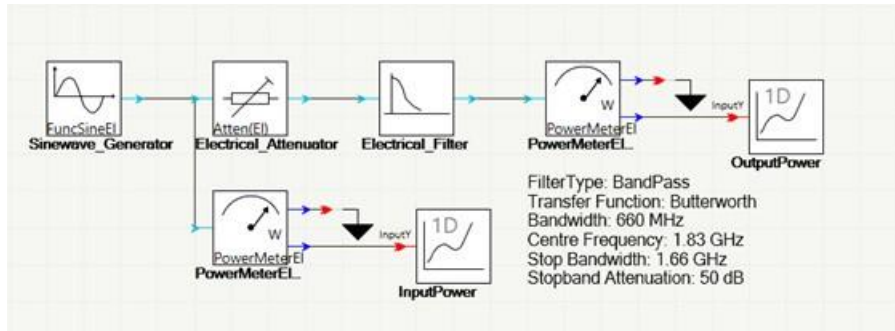 FuncSineEl
Sinewave_Generator
Atten(El)
Electrical_Attenuator
Electrical_Filter
W
PowerMeterEl
PowerMeterEl...
InputY
1D
OutputPower
W
PowerMeterEl
PowerMeterEl...
InputY
1D
InputPower
FilterType: BandPass
Transfer Function: Butterworth
Bandwidth: 660 MHz
Centre Frequency: 1.83 GHz
Stop Bandwidth: 1.66 GHz
Stopband Attenuation: 50 dB